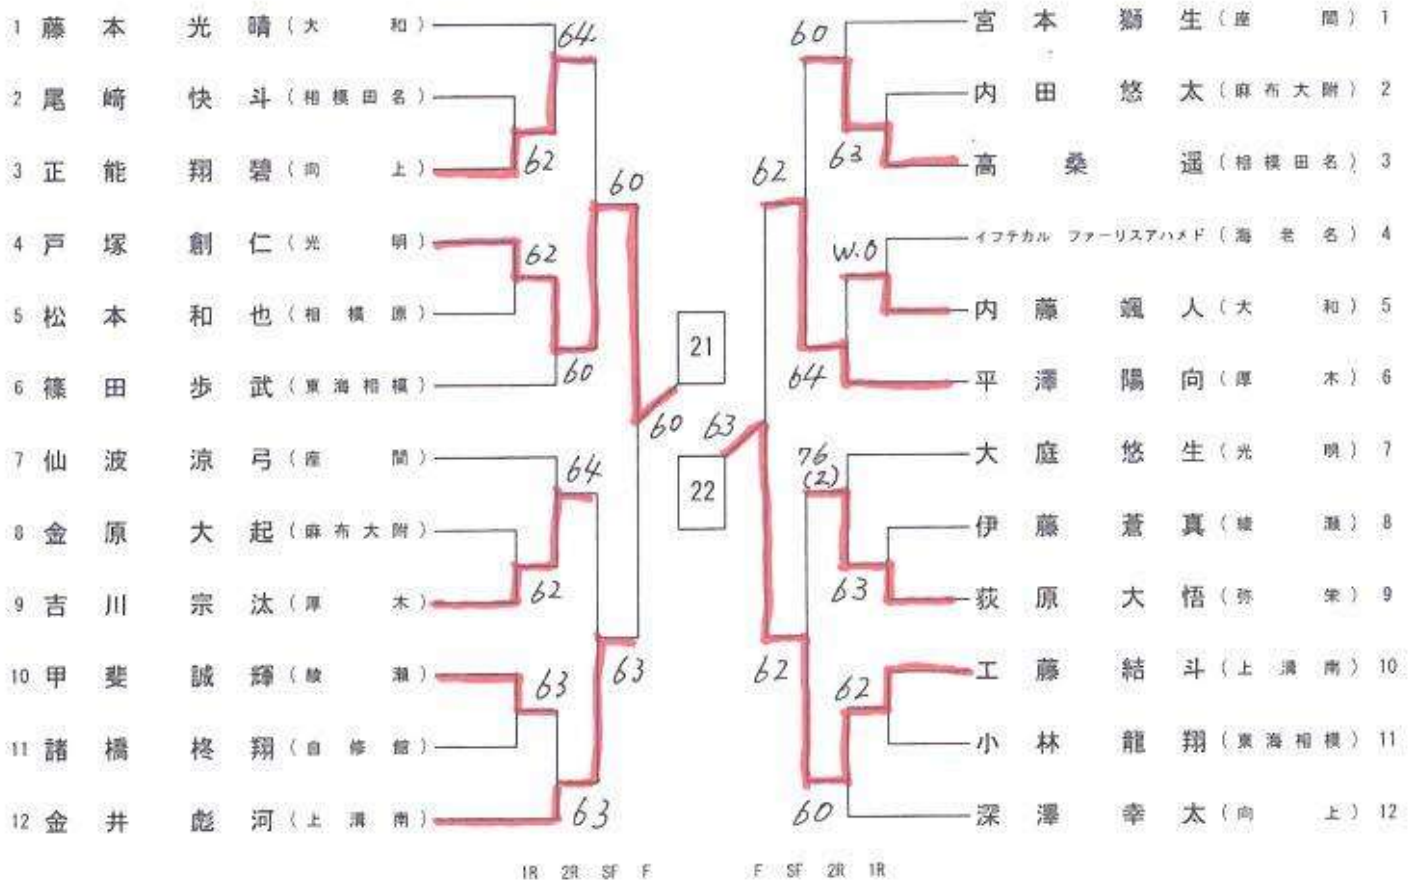 1 藤本 光晴 (大和)
2 尾崎 快斗 (相模田名)
3 正能 翔碧 (向上)
4 戸塚 創仁 (光明)
5 松本 和也 (相模原)
6 篠田 歩武 (東海相模)
7 仙波 涼弓 (座間)
8 金原 大起 (麻布大附)
9 吉川 宗汰 (厚木)
10 甲斐 誠輝 (綾瀬)
11 諸橋 柊翔 (自修館)
12 金井 彪河 (上溝南)
64
62
60
62
60
64
62
63
63
63
60
21
1R 2R SF F
宮本 獅生 (座間) 1
内田 悠太 (麻布大附) 2
高桑 遥 (相模田名) 3
イフテカル ファーリスアハメド (海老名) 4
内藤 颯人 (大和) 5
平澤 陽向 (厚木) 6
大庭 悠生 (光明) 7
伊藤 蒼真 (綾瀬) 8
荻原 大悟 (弥栄) 9
工藤 結斗 (上溝南) 10
小林 龍翔 (東海相模) 11
深澤 幸太 (向上) 12
60
63
62
W.O
64
76
(2)
63
62
62
60
63
22
F SF 2R 1R